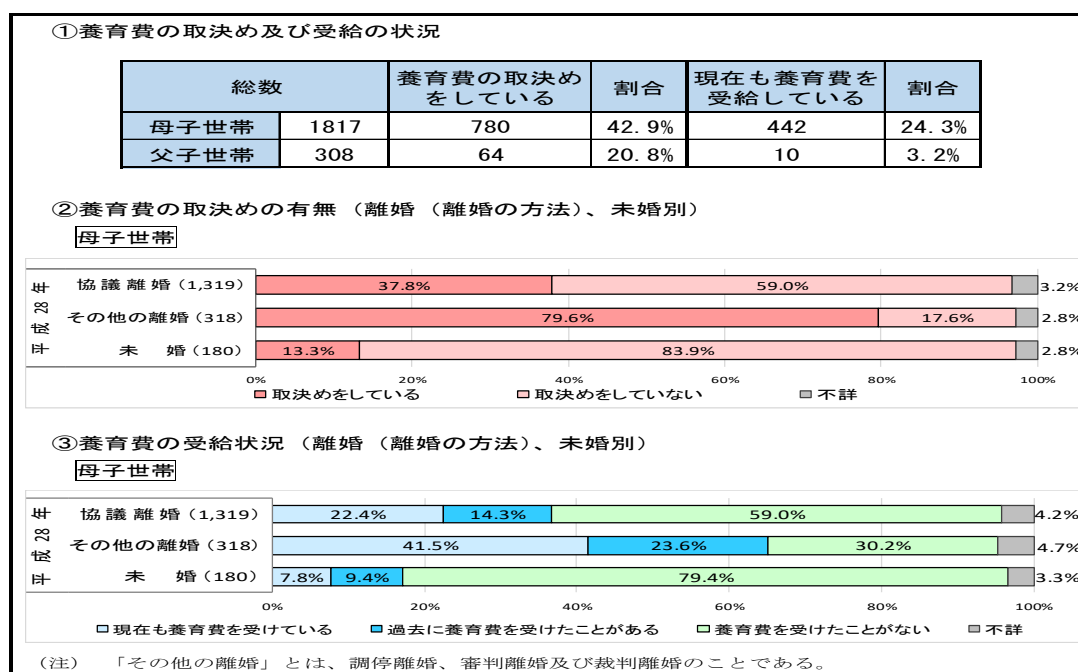 ①養育費の取決め及び受給の状況
総数 養育費の取決めをしている 割合 現在も養育費を受給している 割合
母子世帯 1817 780 42.9% 442 24.3%
父子世帯 308 64 20.8% 10 3.2%
②養育費の取決めの有無（離婚（離婚の方法）、未婚別）
母子世帯
平成28年
協議離婚(1,319) 37.8% 59.0% 3.2%
その他の離婚(318) 79.6% 17.6% 2.8%
未　婚(180) 13.3% 83.9% 2.8%
0% 20% 40% 60% 80% 100%
取決めをしている 取決めをしていない 不詳
③養育費の受給状況（離婚（離婚の方法）、未婚別）
母子世帯
平成28年
協議離婚(1,319) 22.4% 14.3% 59.0% 4.2%
その他の離婚(318) 41.5% 23.6% 30.2% 4.7%
未　婚(180) 7.8% 9.4% 79.4% 3.3%
0% 20% 40% 60% 80% 100%
現在も養育費を受けている 過去に養育費を受けたことがある 養育費を受けたことがない 不詳
（注）　「その他の離婚」とは、調停離婚、審判離婚及び裁判離婚のことである。